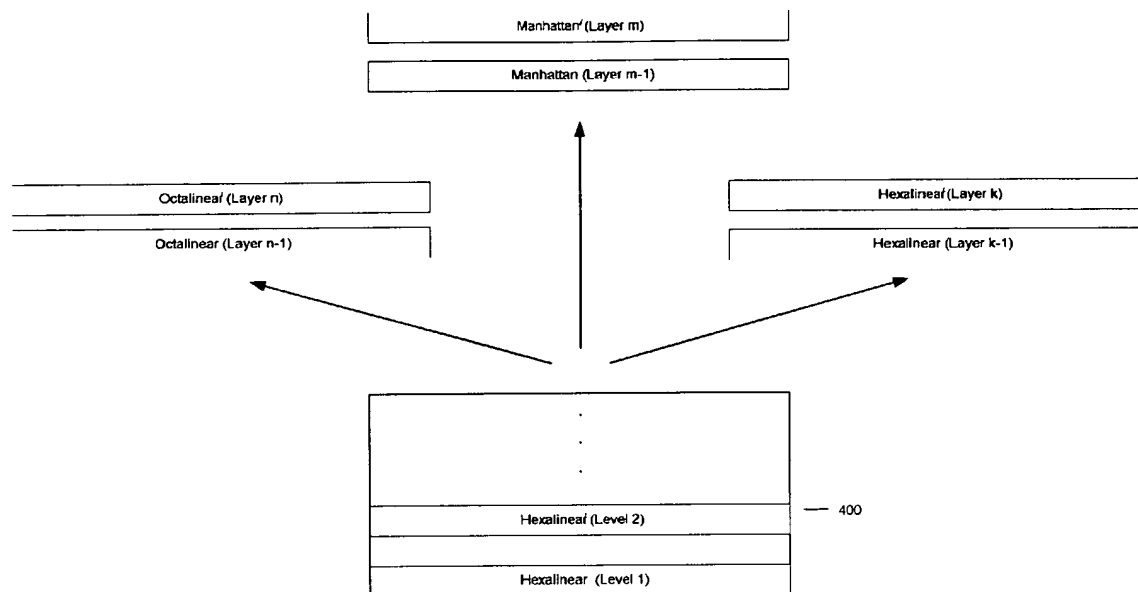 Manhattan' (Layer m)
Manhattan (Layer m-1)
Octalinear' (Layer n)
Octalinear (Layer n-1)
Hexalinear' (Layer k)
Hexalinear (Layer k-1)
Hexalinear' (Level 2)
400
Hexalinear (Level 1)